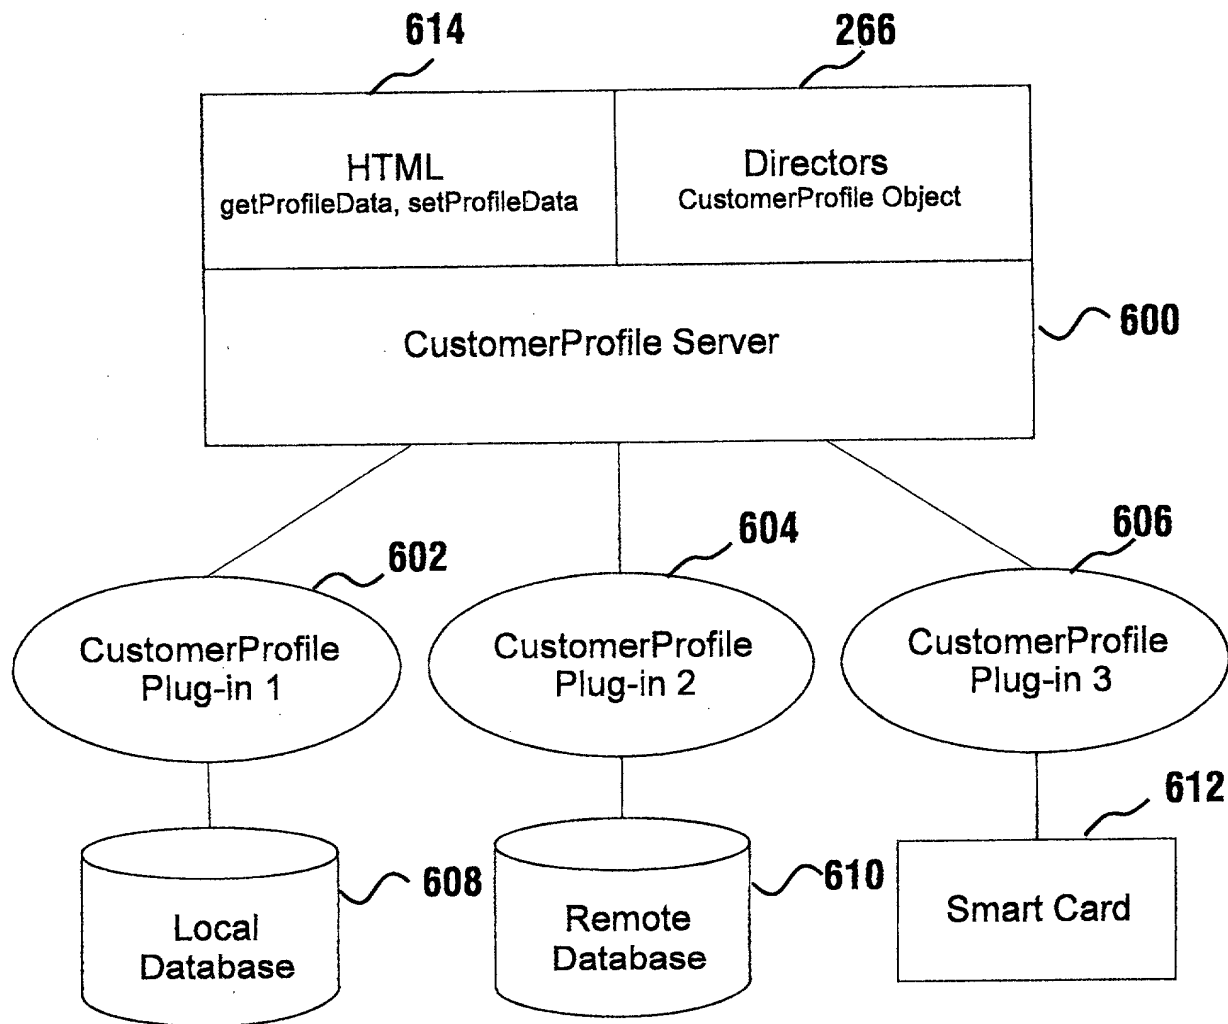 614
266
HTML
getProfileData, setProfileData
Directors
CustomerProfile Object
CustomerProfile Server
600
602
604
606
CustomerProfile
Plug-in 1
CustomerProfile
Plug-in 2
CustomerProfile
Plug-in 3
608
610
612
Local
Database
Remote
Database
Smart Card